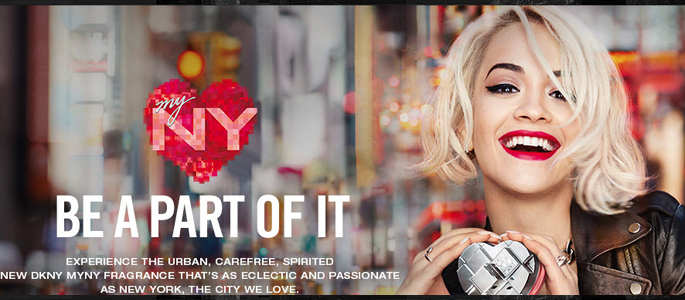 my
NY
BE A PART OF IT
EXPERIENCE THE URBAN, CAREFREE, SPIRITED
NEW DKNY MYNY FRAGRANCE THAT'S AS ECLECTIC AND PASSIONATE
AS NEW YORK, THE CITY WE LOVE.